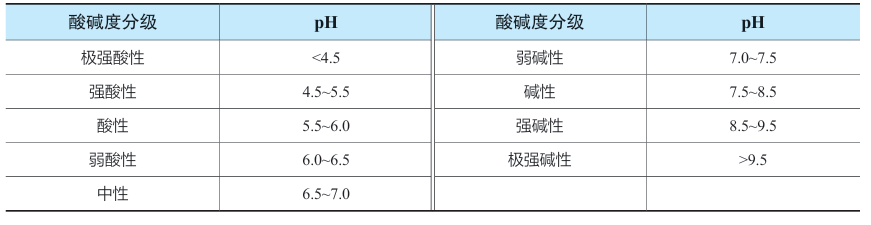 酸碱度分级 pH 酸碱度分级 pH
极强酸性 <4.5 弱碱性 7.0~7.5
强酸性 4.5~5.5 碱性 7.5~8.5
酸性 5.5~6.0 强碱性 8.5~9.5
弱酸性 6.0~6.5 极强碱性 >9.5
中性 6.5~7.0